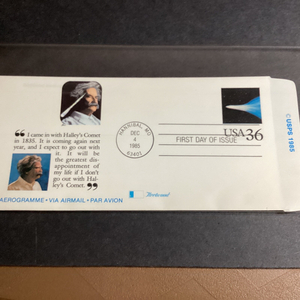 “I came in with Halley's Comet
in 1835. It is coming again next
year, and I expect to go out with
it. It will be
the greatest dis-
appointment of
my life if I don't
go out with Hal-
ley's Comet.”
HANNIBAL, MO
DEC
4
1985
63401
FIRST DAY OF ISSUE
USA 36
© USPS 1985
Fleetwood
AEROGRAMME • VIA AIRMAIL • PAR AVION